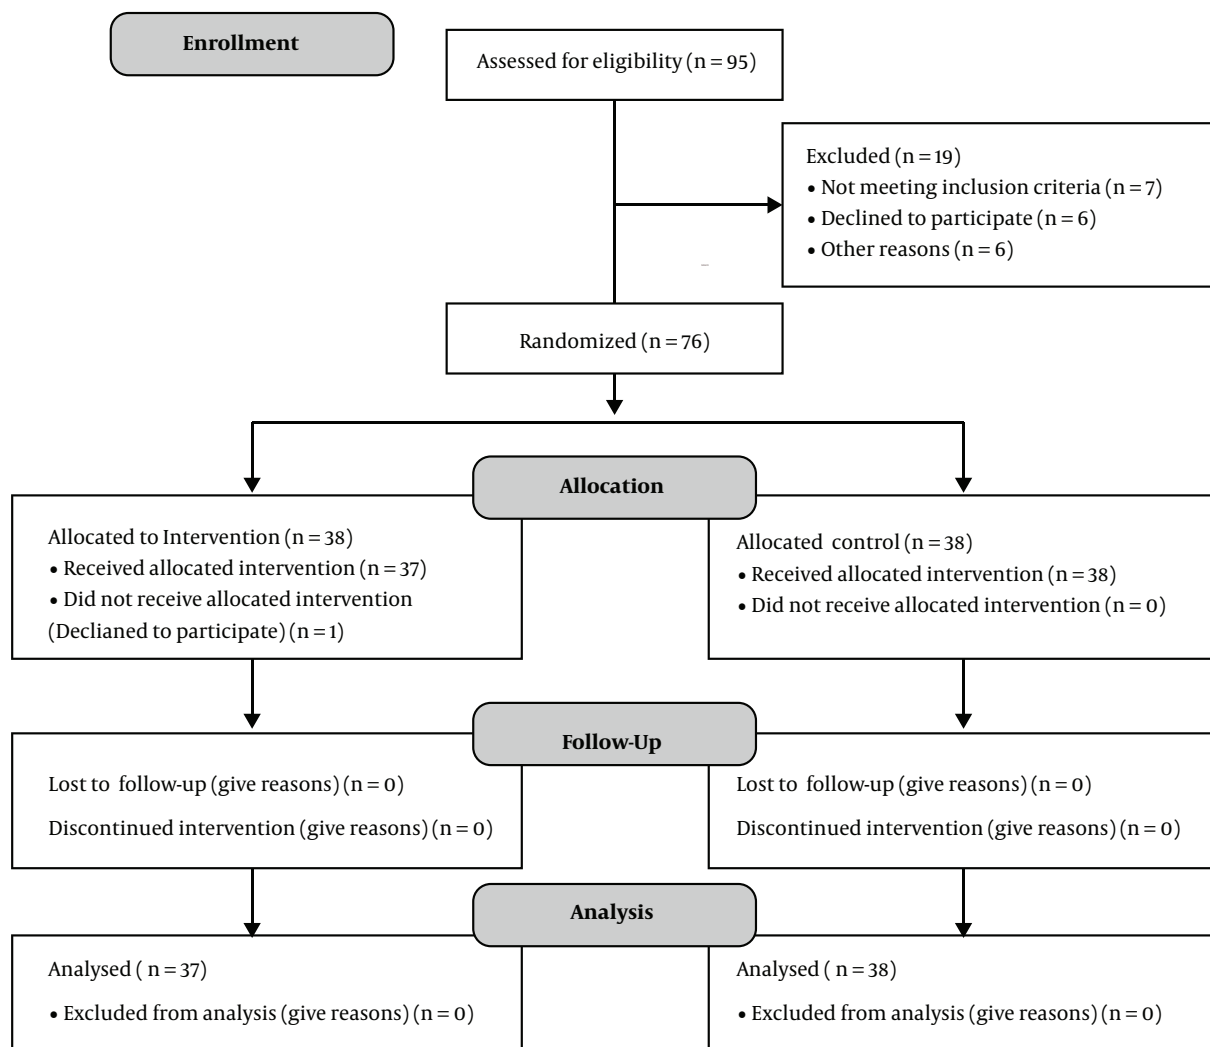 Enrollment
Assessed for eligibility (n = 95)
Excluded (n = 19)
• Not meeting inclusion criteria (n = 7)
• Declined to participate (n = 6)
• Other reasons (n = 6)
Randomized (n = 76)
Allocation
Allocated to Intervention (n = 38)
• Received allocated intervention (n = 37)
• Did not receive allocated intervention
(Declianed to participate) (n = 1)
Allocated control (n = 38)
• Received allocated intervention (n = 38)
• Did not receive allocated intervention (n = 0)
Follow-Up
Lost to follow-up (give reasons) (n = 0)
Discontinued intervention (give reasons) (n = 0)
Lost to follow-up (give reasons) (n = 0)
Discontinued intervention (give reasons) (n = 0)
Analysis
Analysed ( n = 37)
• Excluded from analysis (give reasons) (n = 0)
Analysed ( n = 38)
• Excluded from analysis (give reasons) (n = 0)